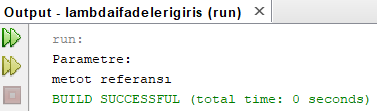 Output - lambdaifadelerigiris (run) ×
run:
Parametre:
metot referansı
BUILD SUCCESSFUL (total time: 0 seconds)